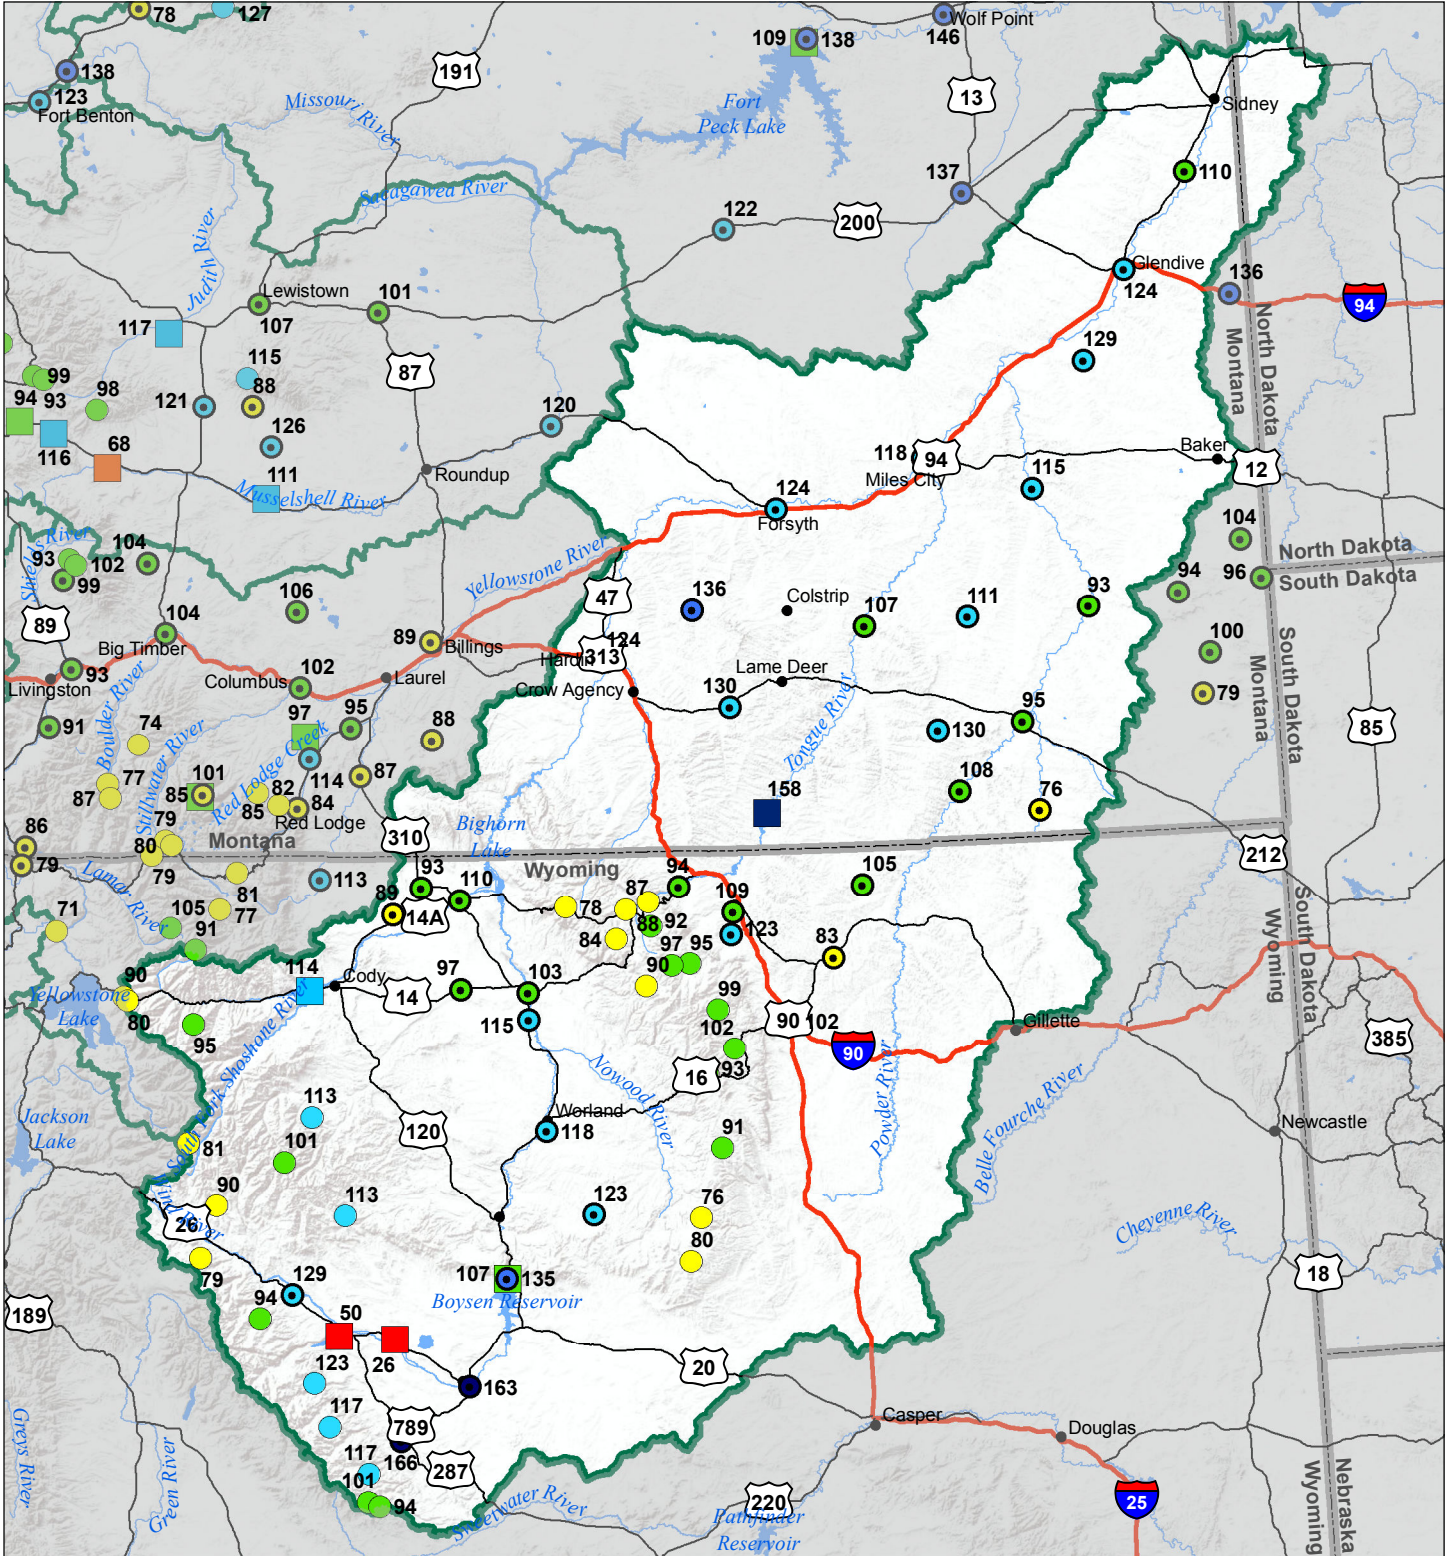 78
127
138
191
123
Fort Benton
Missouri River
109
138
Fort
Peck Lake
146
Wolf Point
13
Sidney
137
110
Sacagawea River
122
200
Judith River
Glendive
124
136
94
Lewistown
107
101
117
129
North Dakota
Montana
87
99
98
115
88
94
93
121
126
120
116
68
111
Musselshell River
Roundup
118
94
Miles City
115
Baker
12
124
Forsyth
104
North Dakota
South Dakota
96
94
Shields River
93
102
99
104
106
Yellowstone River
89
104
Big Timber
47
136
Colstrip
107
111
93
100
79
South Dakota
Montana
89
Billings
124
Hardin
313
Crow Agency
Lame Deer
130
Livingston
93
Columbus
102
Laurel
91
Boulder River
74
Stillwater River
97
95
88
Red Lodge Creek
114
77
87
101
85
82
85
84
Red Lodge
87
Tongue River
130
95
108
76
85
158
86
79
80
79
Montana
310
Bighorn
Lake
Wyoming
212
Lamar River
81
77
113
93
110
89
14A
78
87
88
92
94
109
123
105
83
71
105
91
84
97
95
90
South Dakota
Wyoming
South Dakota
Wyoming
90
80
Yellowstone
Lake
114
Cody
14
97
103
115
99
102
93
90
102
90
Gillette
385
95
South Fork Shoshone River
Nowood River
16
Powder River
Belle Fourche River
Jackson
Lake
113
101
120
Worland
118
91
Newcastle
81
90
26
Wind River
113
123
76
80
Cheyenne River
79
129
107
135
Boysen Reservoir
18
189
94
50
26
123
163
20
117
789
166
287
117
101
94
Casper
Douglas
Greys River
Green River
Sweetwater River
220
Pathfinder
Reservoir
25
Nebraska
Wyoming